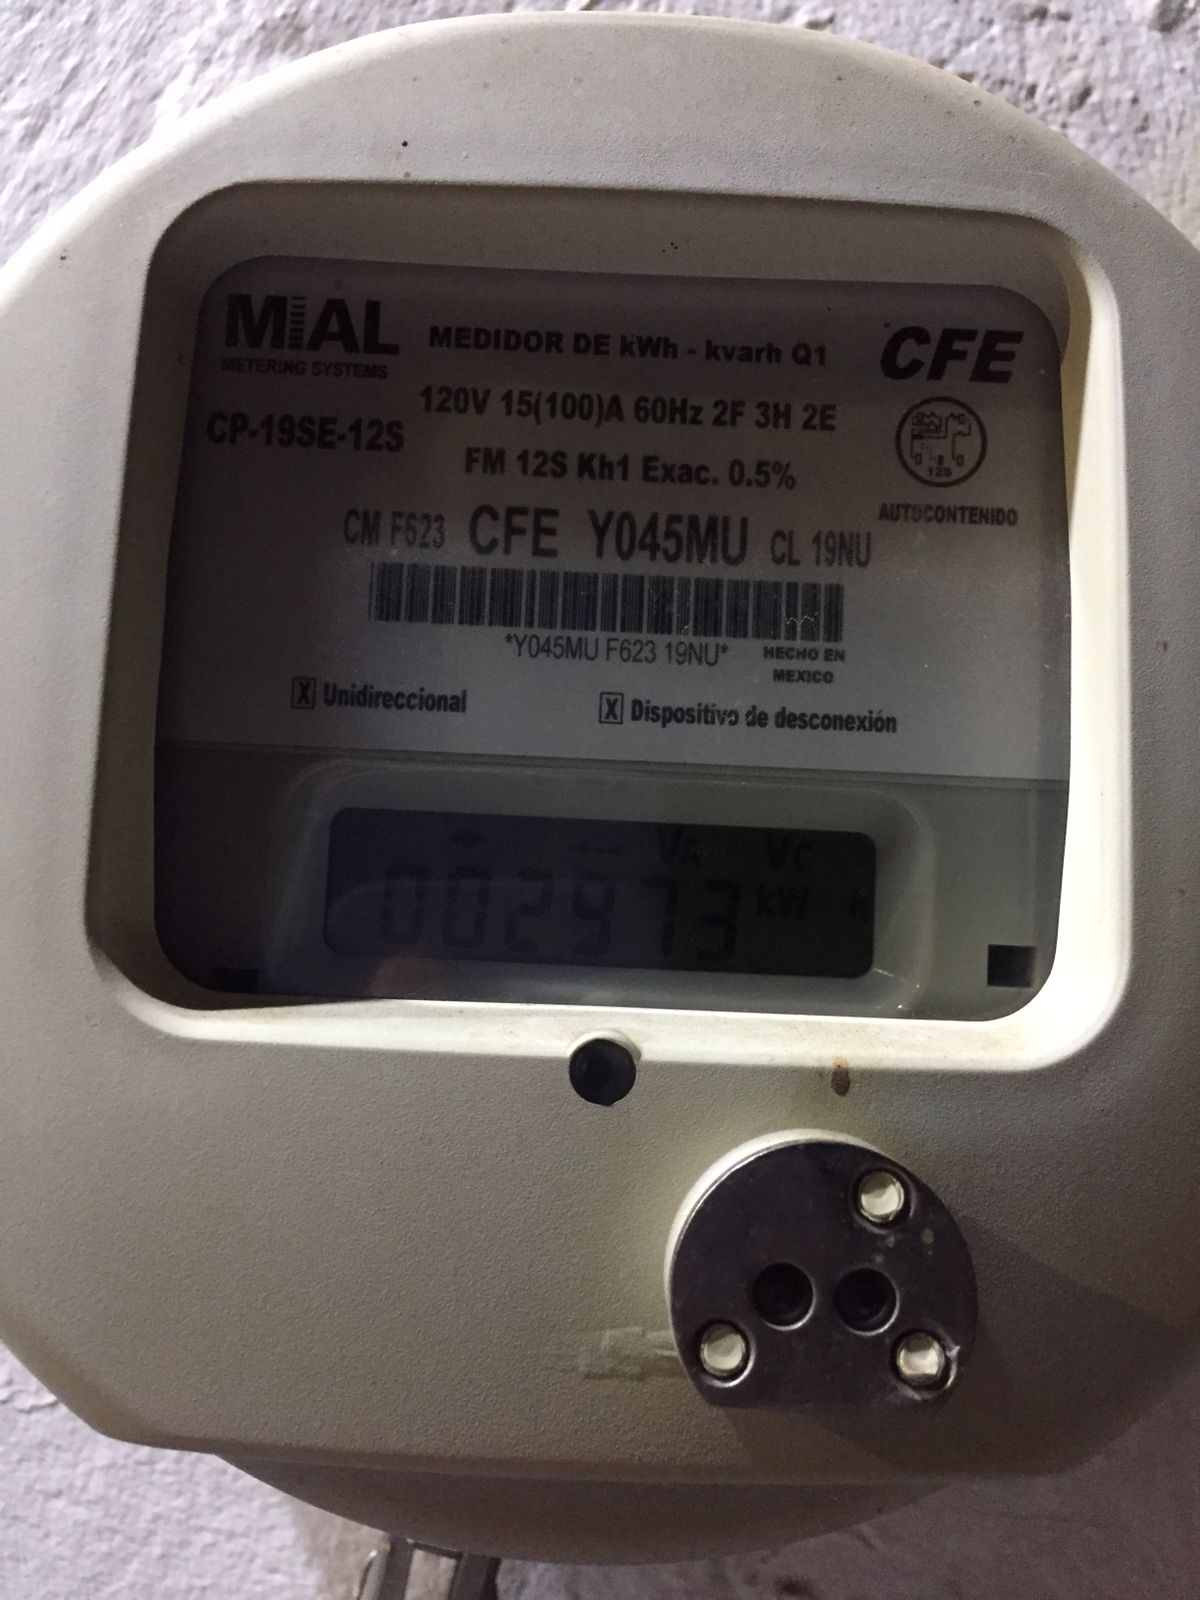 MIAL
METERING SYSTEMS
MEDIDOR DE kWh - kvarh Q1
CFE
CP-19SE-12S
120V 15(100)A 60Hz 2F 3H 2E
FM 12S Kh1 Exac. 0.5%
12S
AUTOCONTENIDO
CM F623 CFE Y045MU CL 19NU
*Y045MU F623 19NU*
HECHO EN
MEXICO
X Unidireccional
X Dispositivo de desconexión
VA VC
002973 kW h